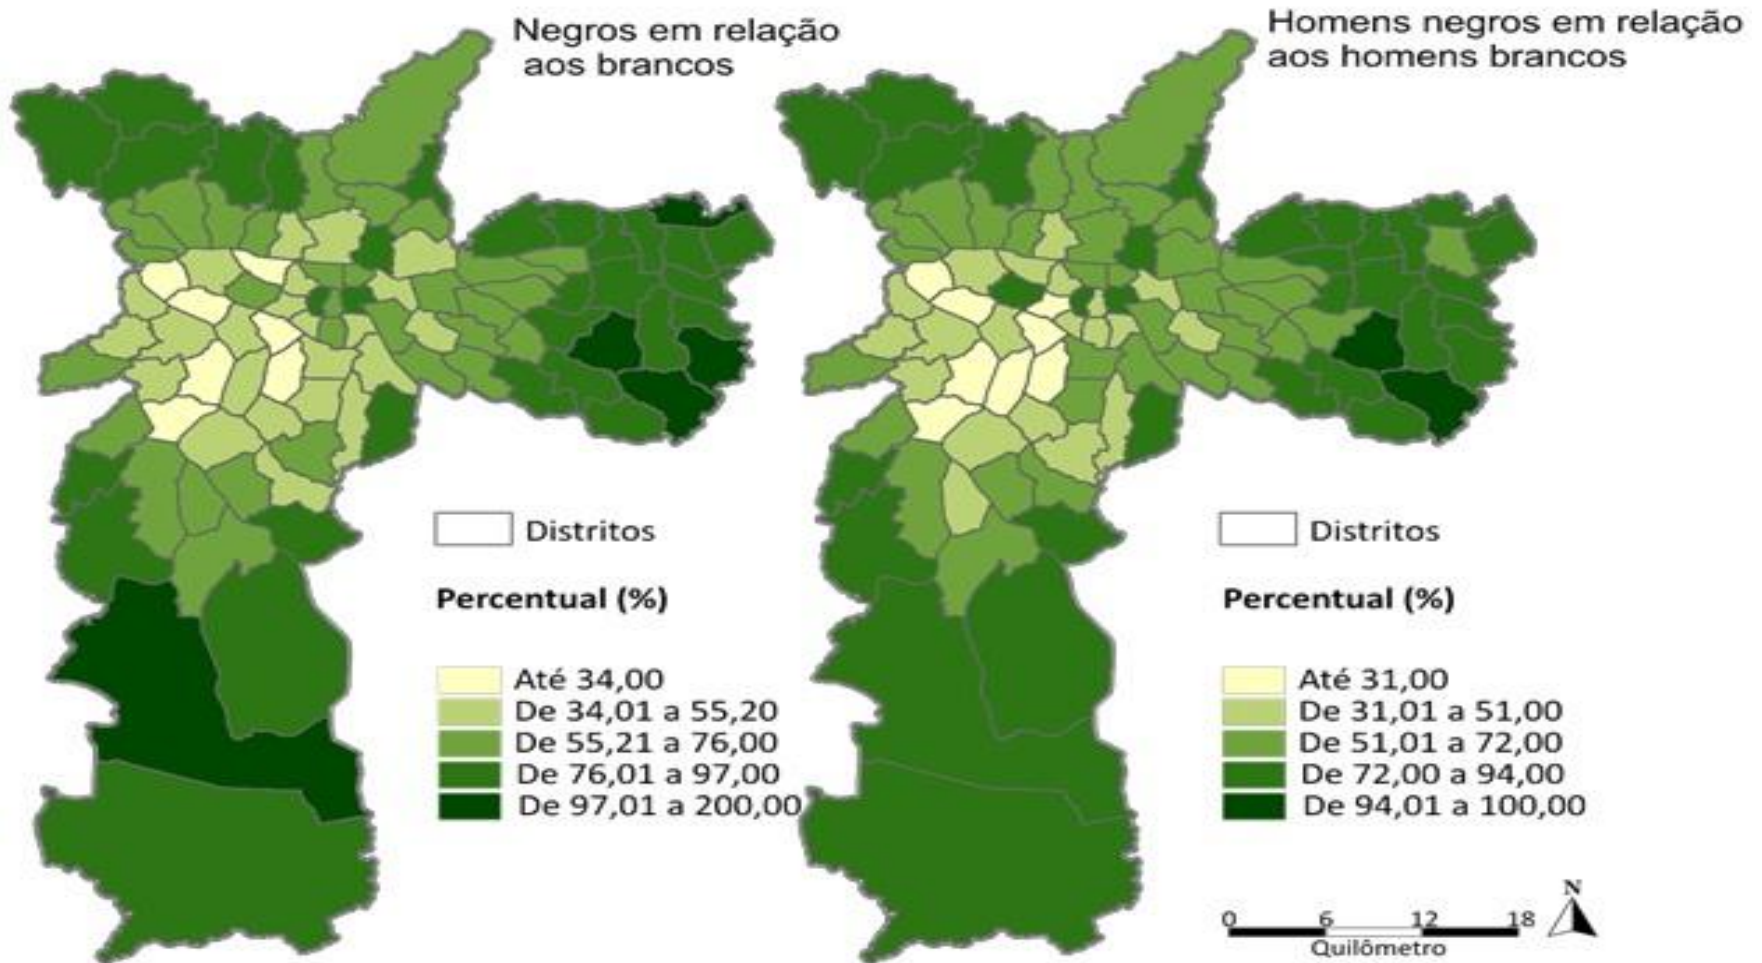 Negros em relação
aos brancos
Homens negros em relação
aos homens brancos
Distritos
Percentual (%)
Até 34,00
De 34,01 a 55,20
De 55,21 a 76,00
De 76,01 a 97,00
De 97,01 a 200,00
Distritos
Percentual (%)
Até 31,00
De 31,01 a 51,00
De 51,01 a 72,00
De 72,00 a 94,00
De 94,01 a 100,00
N
0 6 12 18
Quilômetro